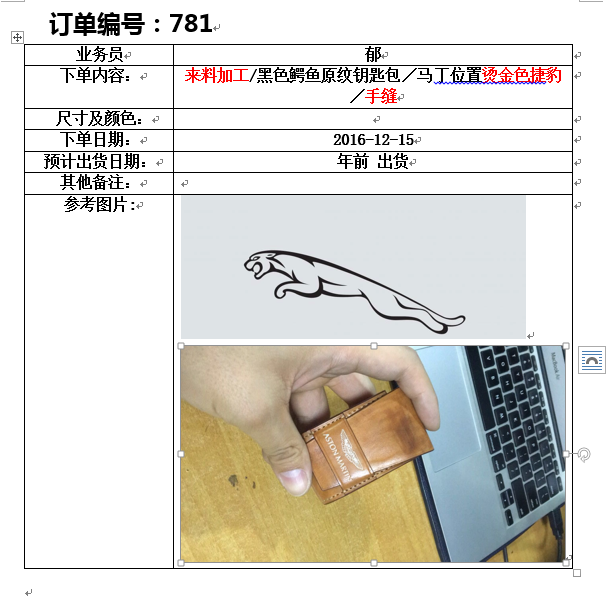 订单编号：781
业务员 郁
下单内容： 来料加工/黑色鳄鱼原纹钥匙包／马丁位置烫金色捷豹
／手缝
尺寸及颜色：
下单日期： 2016-12-15
预计出货日期： 年前 出货
其他备注：
参考图片:
MacBook Air
ASTON MARTIN